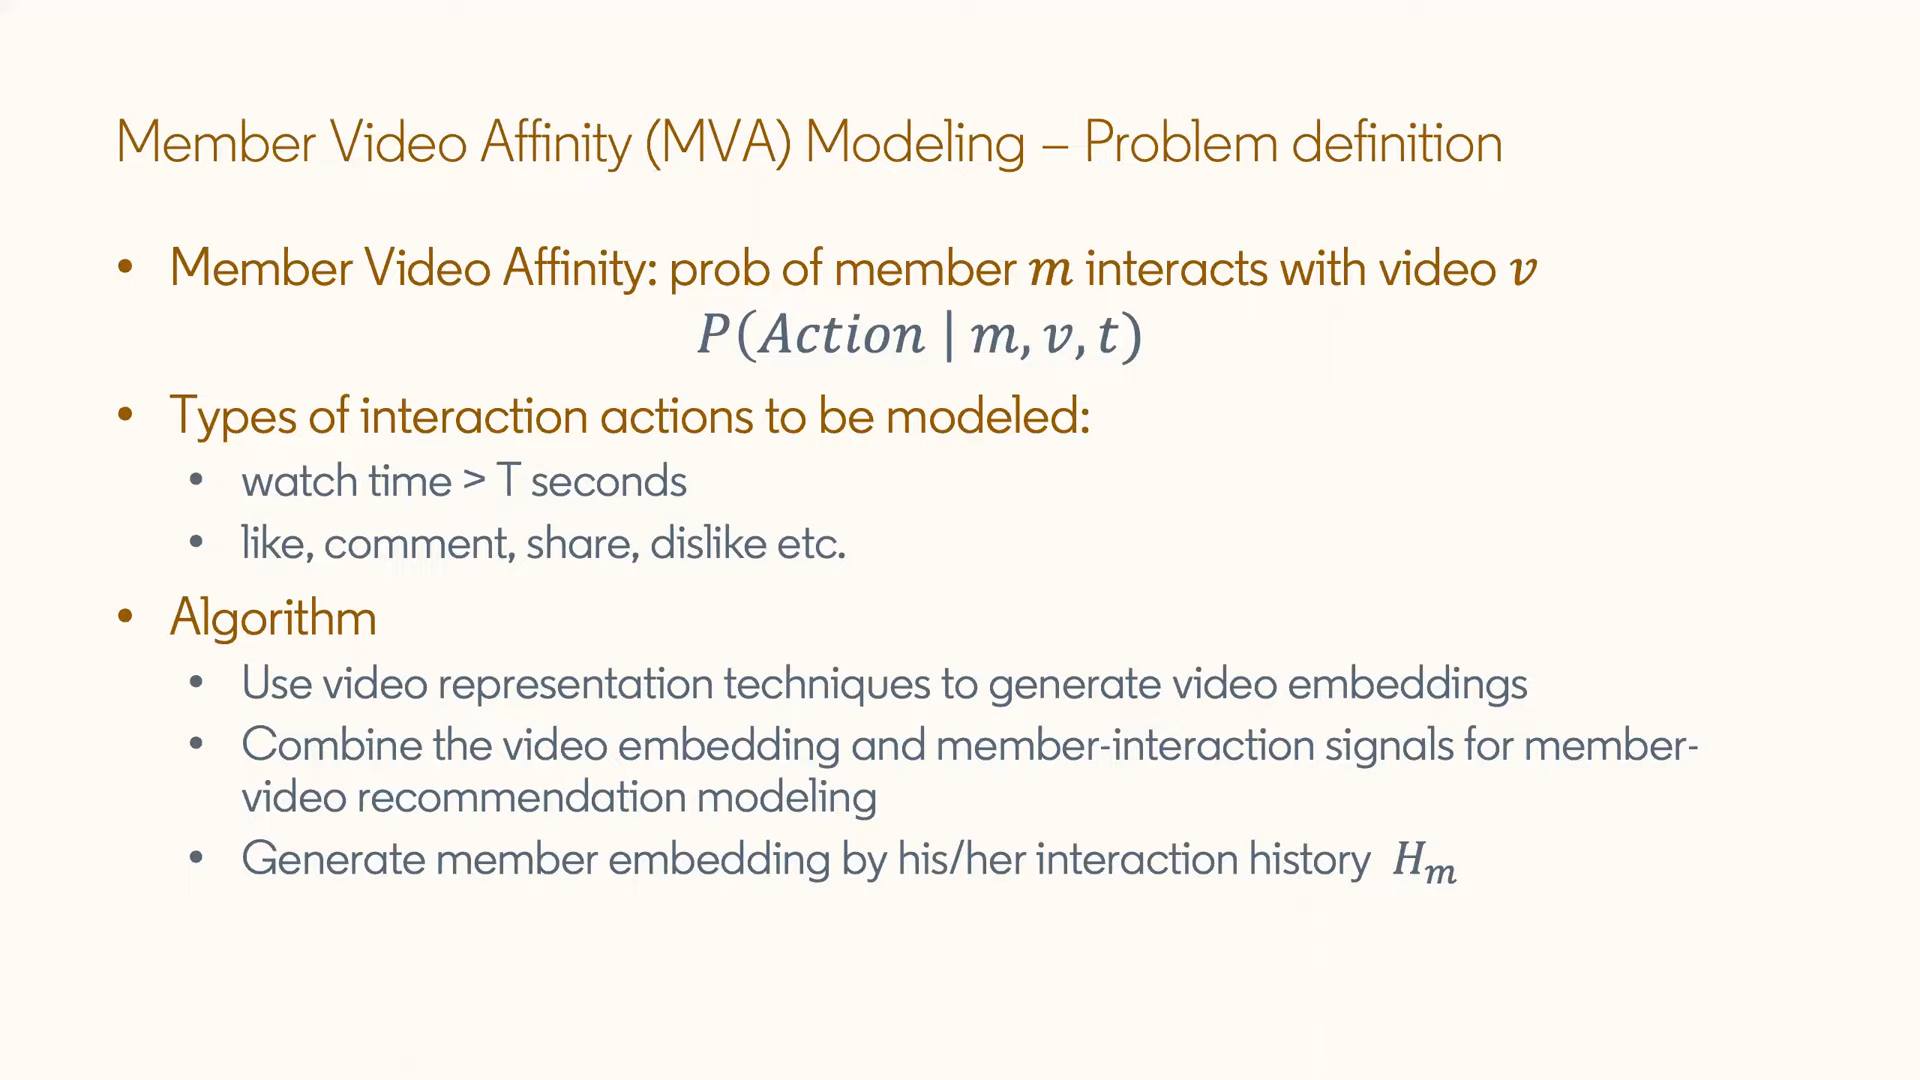 Member Video Affinity (MVA) Modeling – Problem definition
• Member Video Affinity: prob of member m interacts with video v
P(Action | m, v, t)
• Types of interaction actions to be modeled:
• watch time > T seconds
• like, comment, share, dislike etc.
• Algorithm
• Use video representation techniques to generate video embeddings
• Combine the video embedding and member-interaction signals for member-
video recommendation modeling
• Generate member embedding by his/her interaction history H_m